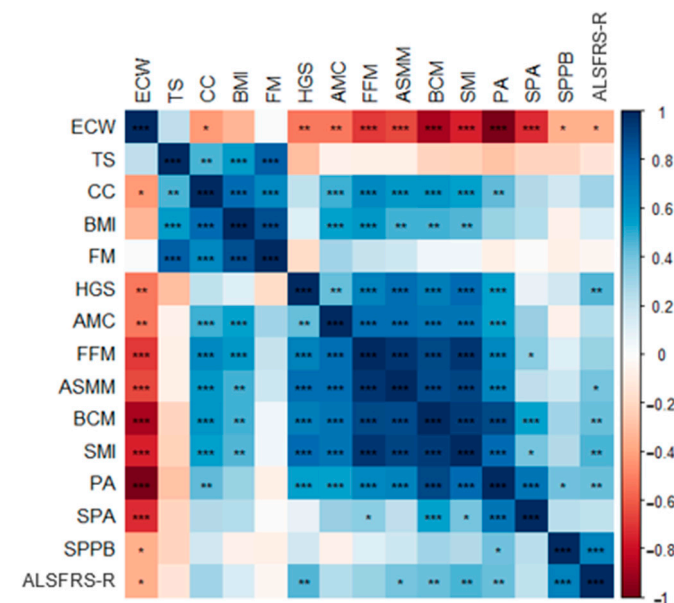 ECW TS CC BMI FM HGS AMC FFM ASMM BCM SMI PA SPA SPPB ALSFRS-R
ECW *** * ** ** *** *** *** *** *** *** * *
TS *** ** *** ***
CC * ** *** *** *** *** *** *** *** *** **
BMI *** *** *** *** *** *** ** ** **
FM *** *** *** ***
HGS ** *** ** *** *** *** *** *** **
AMC ** *** *** ** *** *** *** *** *** ***
FFM *** *** *** *** *** *** *** *** *** *** *
ASMM *** *** ** *** *** *** *** *** *** *** *
BCM *** *** ** *** *** *** *** *** *** *** *** **
SMI *** *** ** *** *** *** *** *** *** *** * **
PA *** ** *** *** *** *** *** *** *** *** * **
SPA *** * *** * *** ***
SPPB * * *** ***
ALSFRS-R * ** * ** ** ** *** ***
1
0.8
0.6
0.4
0.2
0
−0.2
−0.4
−0.6
−0.8
−1